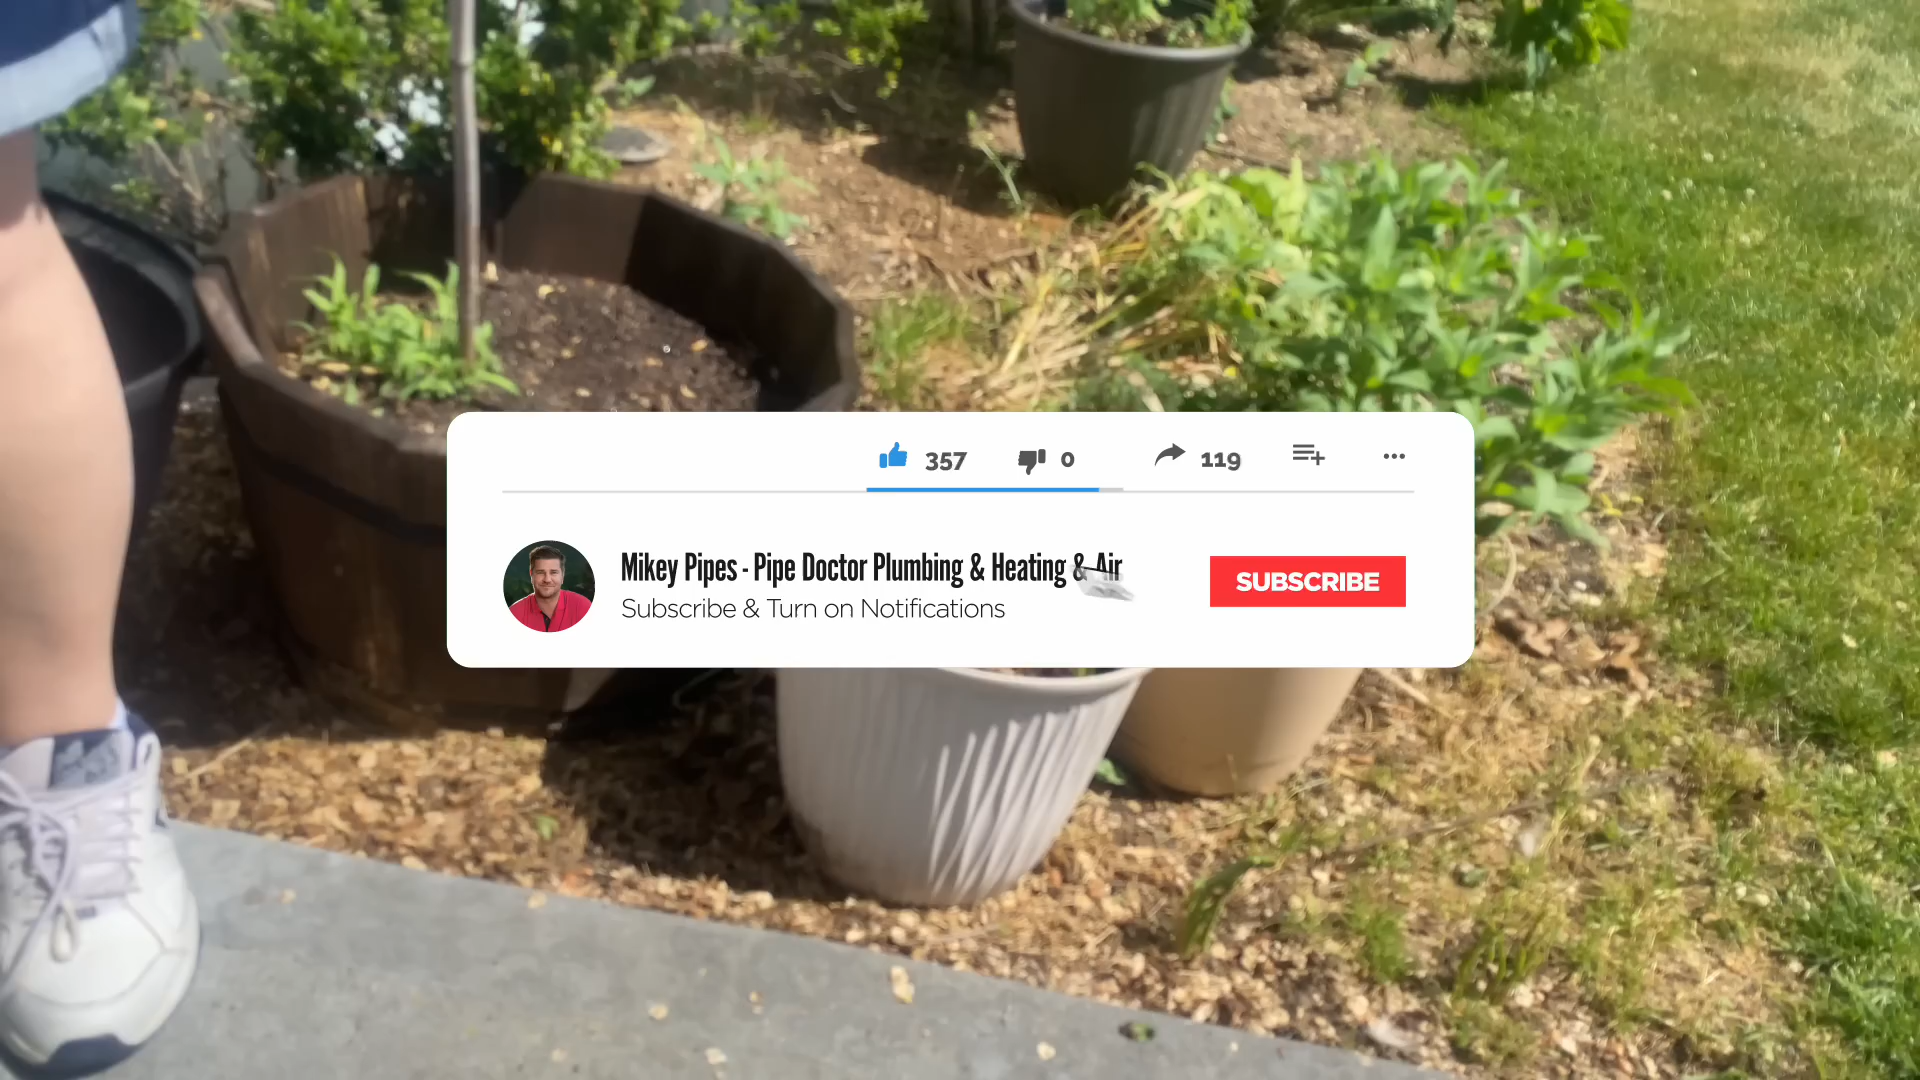 357 0 119
Mikey Pipes - Pipe Doctor Plumbing & Heating & Air
Subscribe & Turn on Notifications
SUBSCRIBE